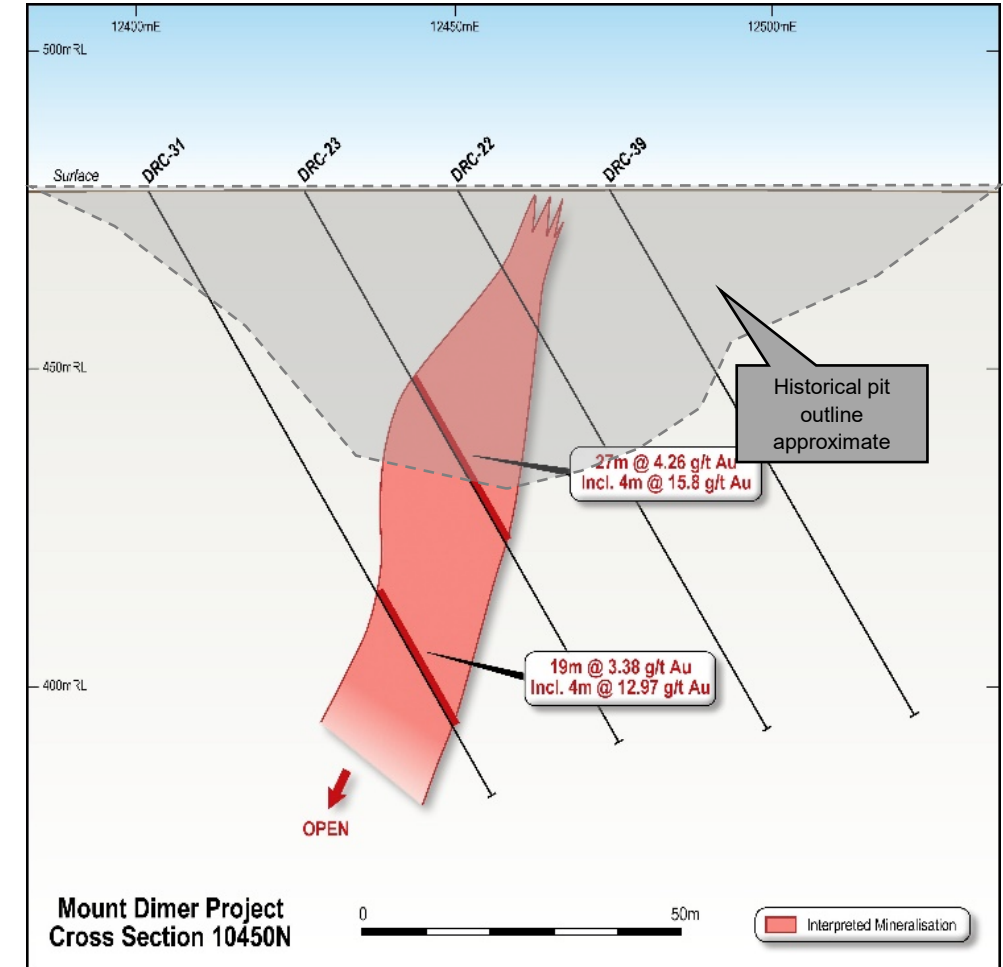 12400mE
12450mE
12500mE
500mRL
DRC-31
DRC-23
DRC-22
DRC-39
Surface
450mRL
Historical pit
outline
approximate
27m @ 4.26 g/t Au
Incl. 4m @ 15.8 g/t Au
19m @ 3.38 g/t Au
Incl. 4m @ 12.97 g/t Au
400mRL
OPEN
Mount Dimer Project
Cross Section 10450N
0
50m
Interpreted Mineralisation